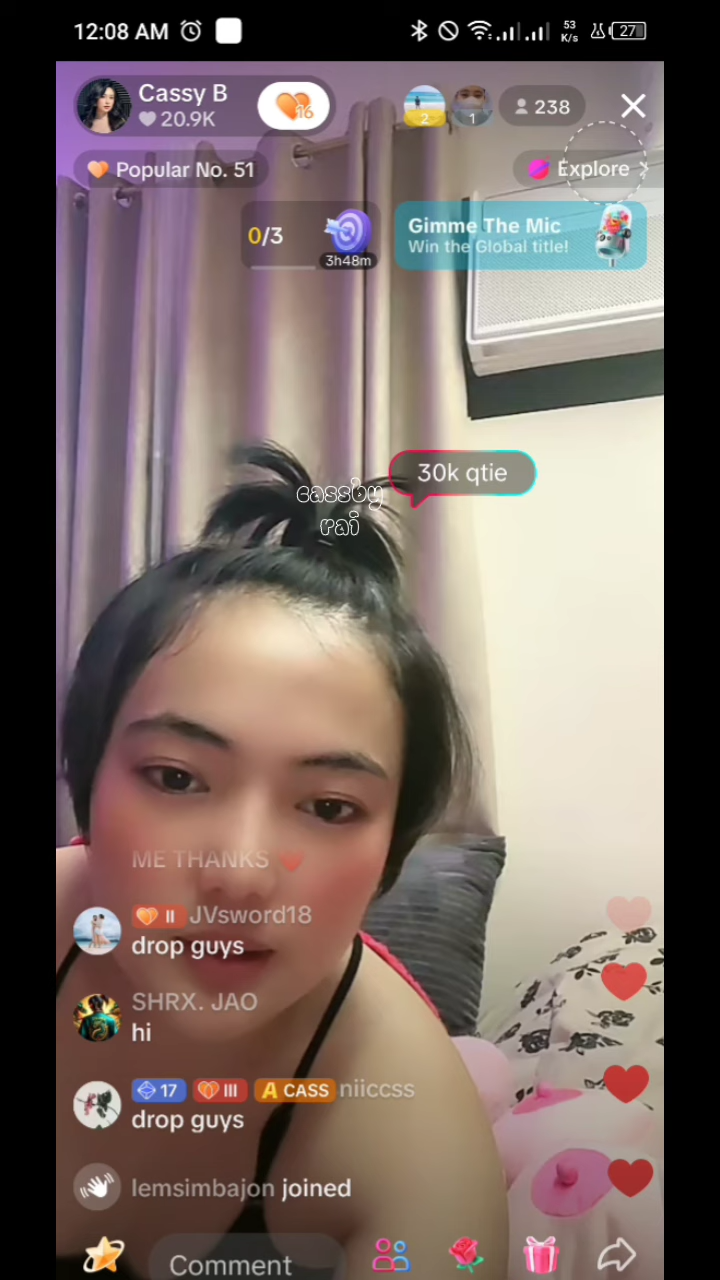 12:08 AM
53
K/s
27
Cassy B
20.9K
16
2
1
238
Popular No. 51
Explore
0/3
3h48m
Gimme The Mic
Win the Global title!
30k qtie
cassby
rai
ME THANKS
II JVsword18
drop guys
SHRX. JAO
hi
17 III A CASS niiccss
drop guys
lemsimbajon joined
Comment